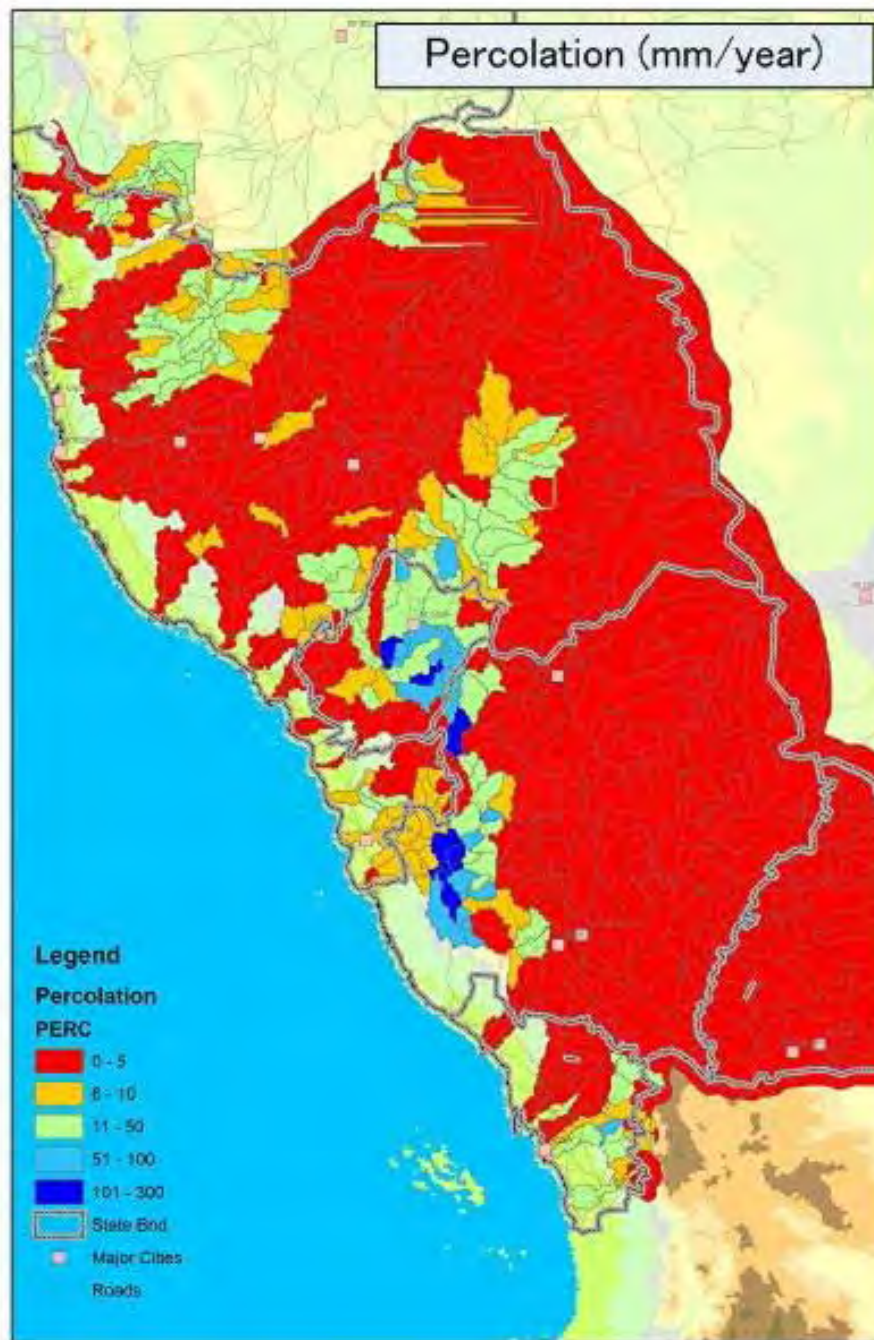 Percolation (mm/year)
Legend
Percolation
PERC
0 - 5
6 - 10
11 - 50
51 - 100
101 - 300
State Bnd
Major Cities
Roads